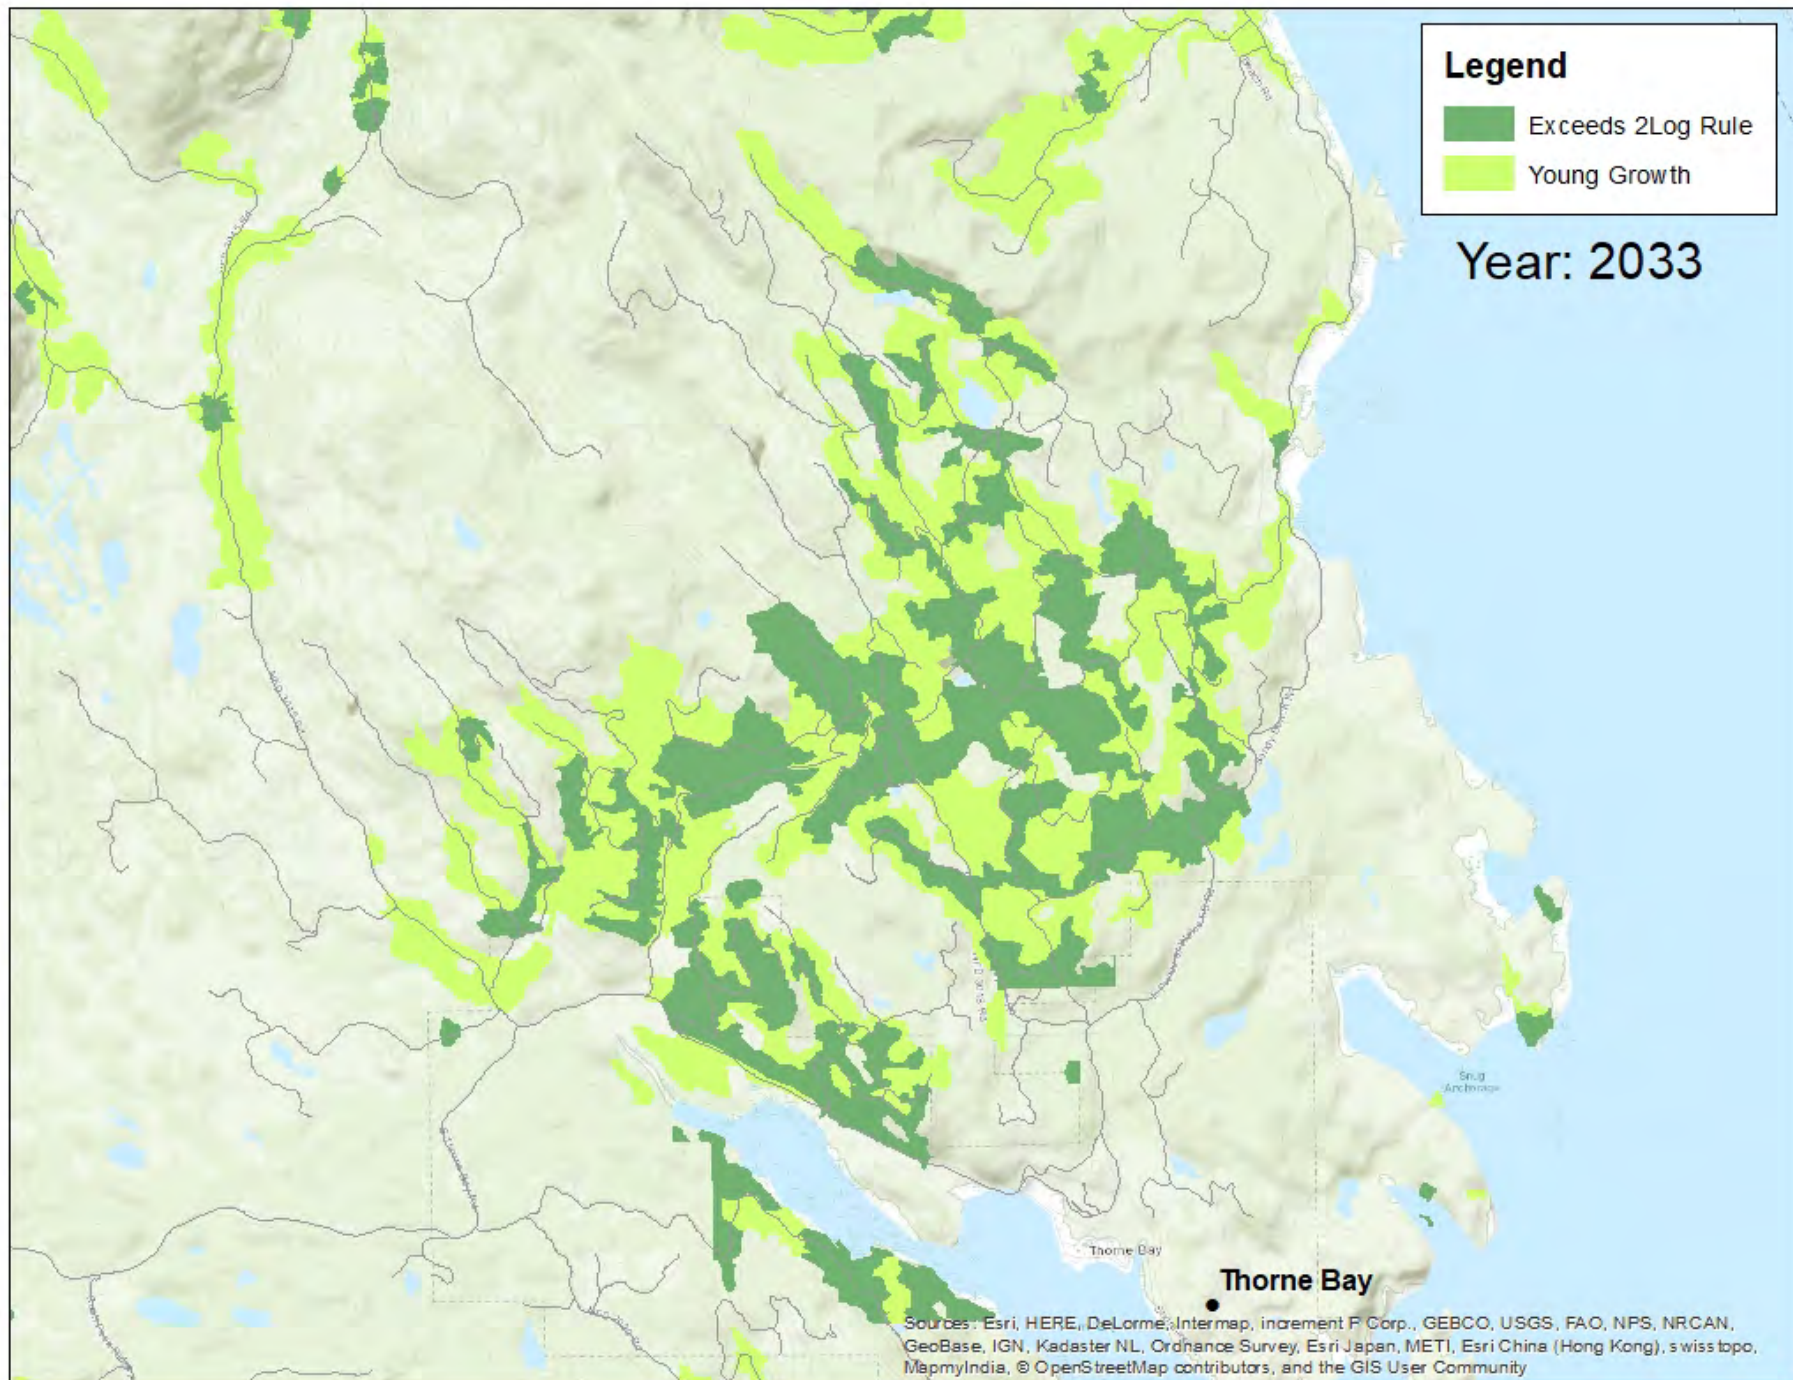 Legend
Exceeds 2Log Rule
Young Growth
Year: 2033
Snug
Anchorage
Thorne Bay
Thorne Bay
Sources: Esri, HERE, DeLorme, Intermap, increment P Corp., GEBCO, USGS, FAO, NPS, NRCAN,
GeoBase, IGN, Kadaster NL, Ordnance Survey, Esri Japan, METI, Esri China (Hong Kong), swisstopo,
MapmyIndia, © OpenStreetMap contributors, and the GIS User Community